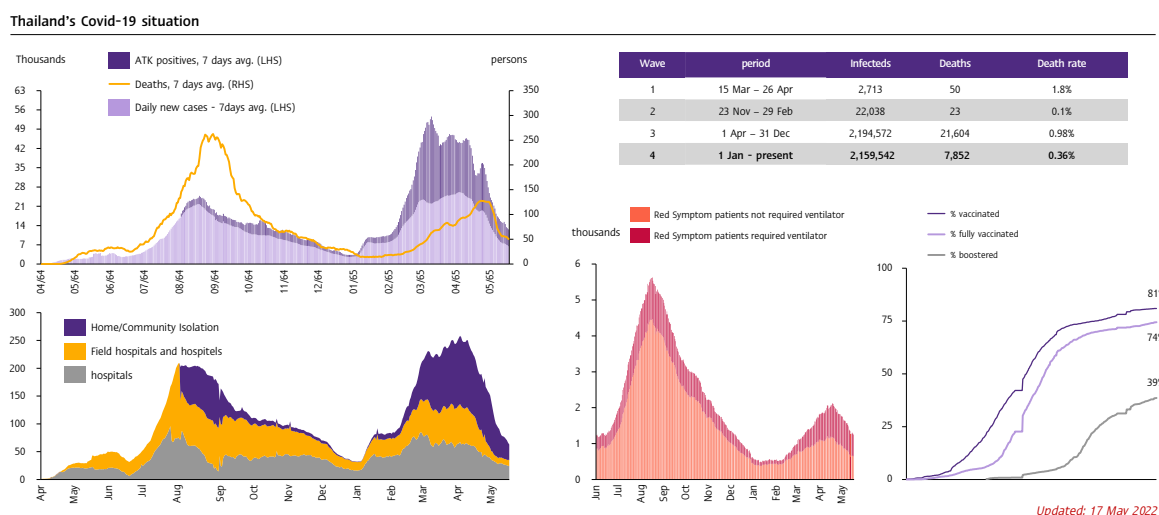 Thailand's Covid-19 situation
Thousands
ATK positives, 7 days avg. (LHS)
persons
Deaths, 7 days avg. (RHS)
Daily new cases - 7days avg. (LHS)
63
56
49
42
35
28
21
14
7
0
350
300
250
200
150
100
50
0
04/64
05/64
06/64
07/64
08/64
09/64
10/64
11/64
12/64
01/65
02/65
03/65
04/65
05/65
Wave period Infecteds Deaths Death rate
1 15 Mar – 26 Apr 2,713 50 1.8%
2 23 Nov – 29 Feb 22,038 23 0.1%
3 1 Apr – 31 Dec 2,194,572 21,604 0.98%
4 1 Jan - present 2,159,542 7,852 0.36%
Home/Community Isolation
Field hospitals and hospitels
hospitals
300
250
200
150
100
50
0
Apr
May
Jun
Jul
Aug
Sep
Oct
Nov
Dec
Jan
Feb
Mar
Apr
May
Red Symptom patients not required ventilator
thousands
Red Symptom patients required ventilator
6
5
4
3
2
1
0
Jun
Jul
Aug
Sep
Oct
Nov
Dec
Jan
Feb
Mar
Apr
May
% vaccinated
% fully vaccinated
% boostered
100
75
50
25
0
81
74
39
Updated: 17 May 2022